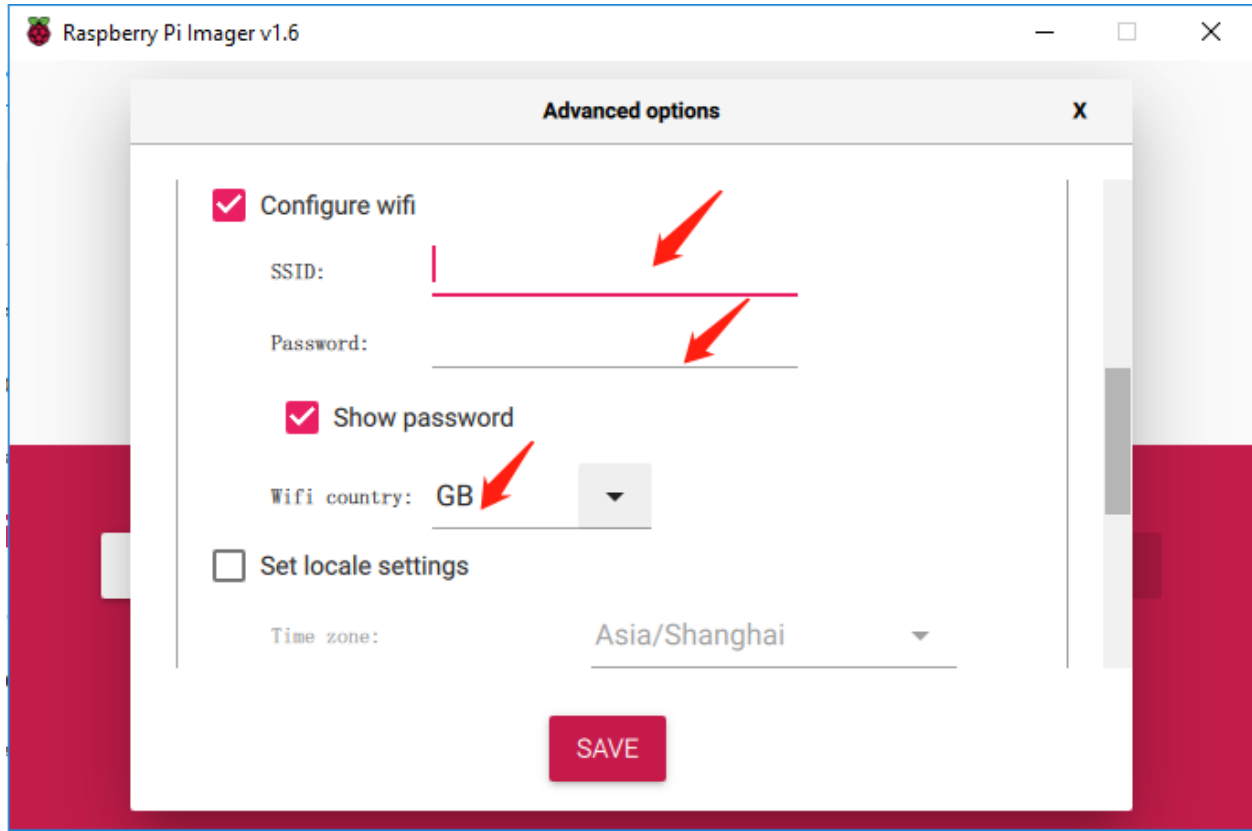 Raspberry Pi Imager v1.6
Advanced options X
Configure wifi
SSID:
Password:
Show password
Wifi country: GB
Set locale settings
Time zone: Asia/Shanghai
SAVE